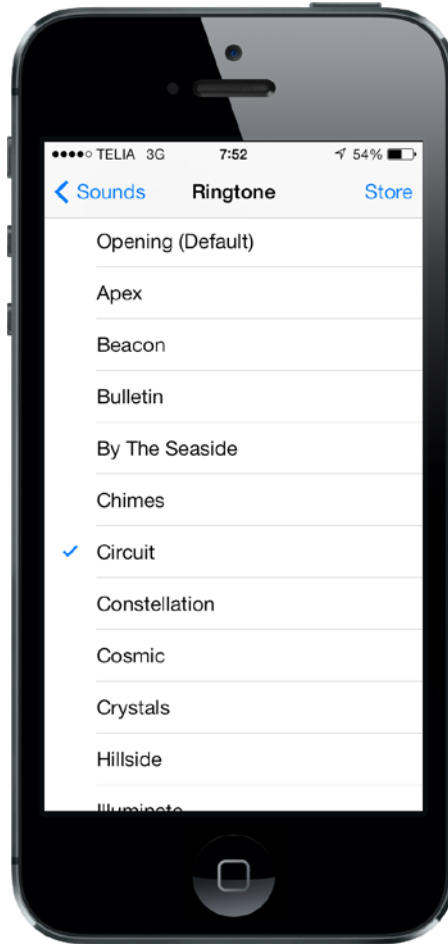 TELIA 3G 7:52 54%
Sounds Ringtone Store
Opening (Default)
Apex
Beacon
Bulletin
By The Seaside
Chimes
Circuit
Constellation
Cosmic
Crystals
Hillside
Illuminate